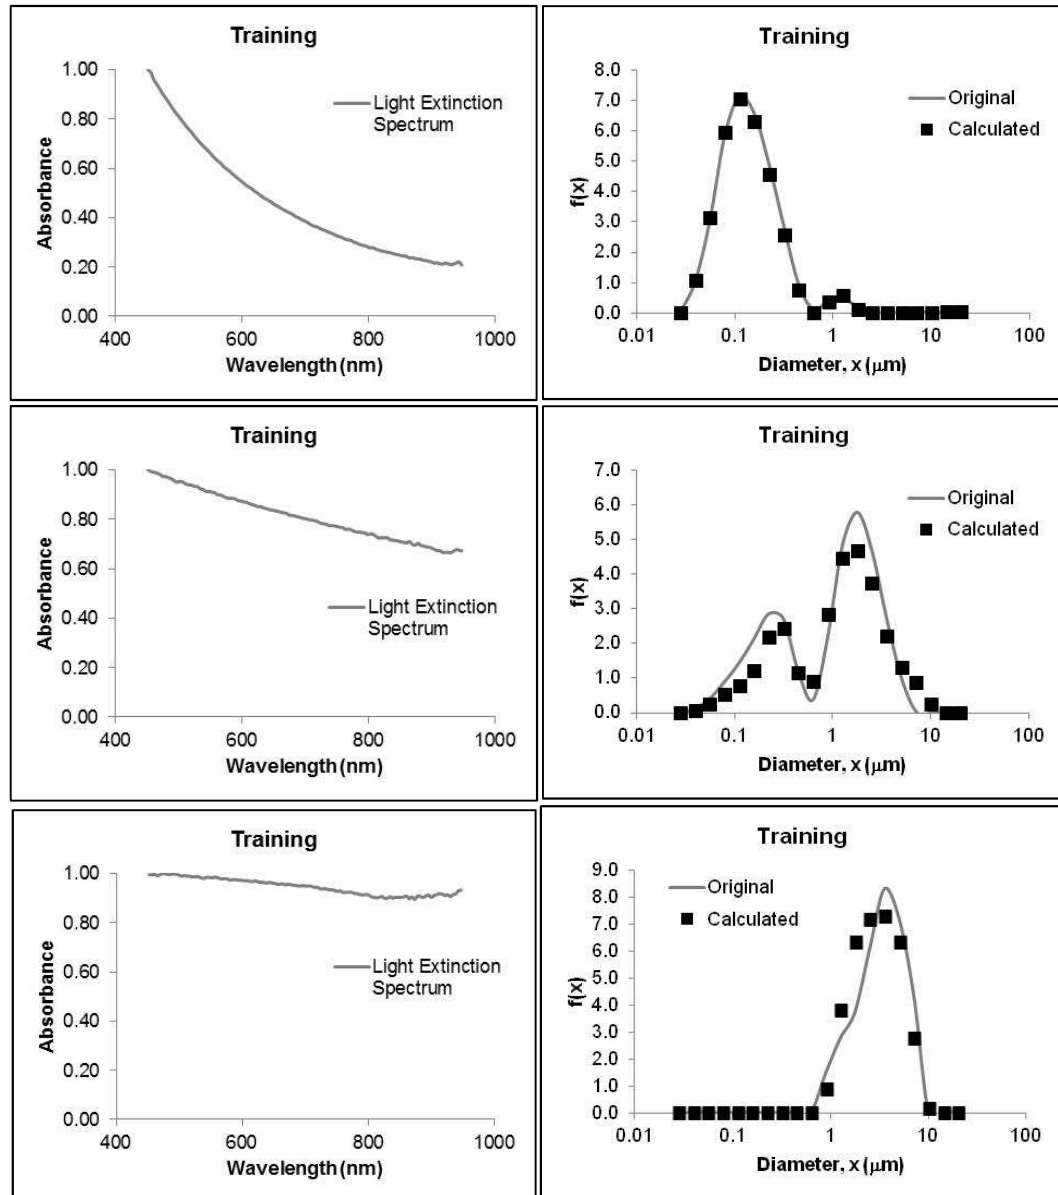 Training
1.00
0.80
0.60
0.40
0.20
0.00
Absorbance
Light Extinction
Spectrum
400 600 800 1000
Wavelength (nm)
Training
8.0
7.0
6.0
5.0
4.0
3.0
2.0
1.0
0.0
f(x)
Original
Calculated
0.01 0.1 1 10 100
Diameter, x (μm)
Training
1.00
0.80
0.60
0.40
0.20
0.00
Absorbance
Light Extinction
Spectrum
400 600 800 1000
Wavelength (nm)
Training
7.0
6.0
5.0
4.0
3.0
2.0
1.0
0.0
f(x)
Original
Calculated
0.01 0.1 1 10 100
Diameter, x (μm)
Training
1.00
0.80
0.60
0.40
0.20
0.00
Absorbance
Light Extinction
Spectrum
400 600 800 1000
Wavelength (nm)
Training
9.0
8.0
7.0
6.0
5.0
4.0
3.0
2.0
1.0
0.0
f(x)
Original
Calculated
0.01 0.1 1 10 100
Diameter, x (μm)